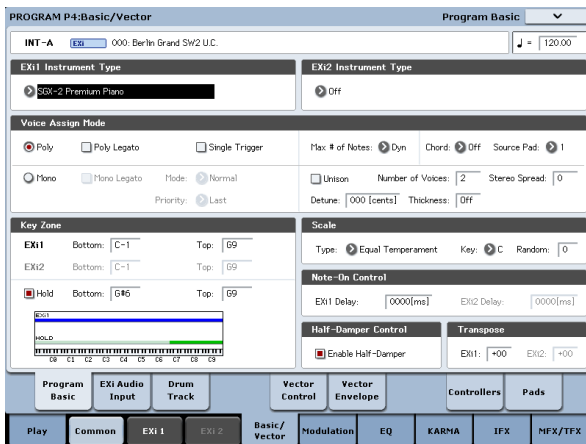 PROGRAM P4:Basic/Vector
Program Basic
INT-A EXi 000: Berlin Grand SW2 U.C. ♩ = 120.00
EXi1 Instrument Type
SGX-2 Premium Piano
EXi2 Instrument Type
Off
Voice Assign Mode
Poly Poly Legato Single Trigger Max # of Notes: Dyn Chord: Off Source Pad: 1
Mono Mono Legato Mode: Normal
Priority: Last
Unison Number of Voices: 2 Stereo Spread: 0
Detune: 000 [cents] Thickness: Off
Key Zone
EXi1 Bottom: C-1 Top: G9
EXi2 Bottom: C-1 Top: G9
Hold Bottom: G#6 Top: G9
EXi1
HOLD
C0 C1 C2 C3 C4 C5 C6 C7 C8 C9
Scale
Type: Equal Temperament Key: C Random: 0
Note-On Control
EXi1 Delay: 0000[ms] EXi2 Delay: 0000[ms]
Half-Damper Control
Enable Half-Damper
Transpose
EXi1: +00 EXi2: +00
Program Basic
EXi Audio Input
Drum Track
Vector Control
Vector Envelope
Controllers
Pads
Play
Common
EXi 1
EXi 2
Basic/Vector
Modulation
EQ
KARMA
IFX
MFX/TFX